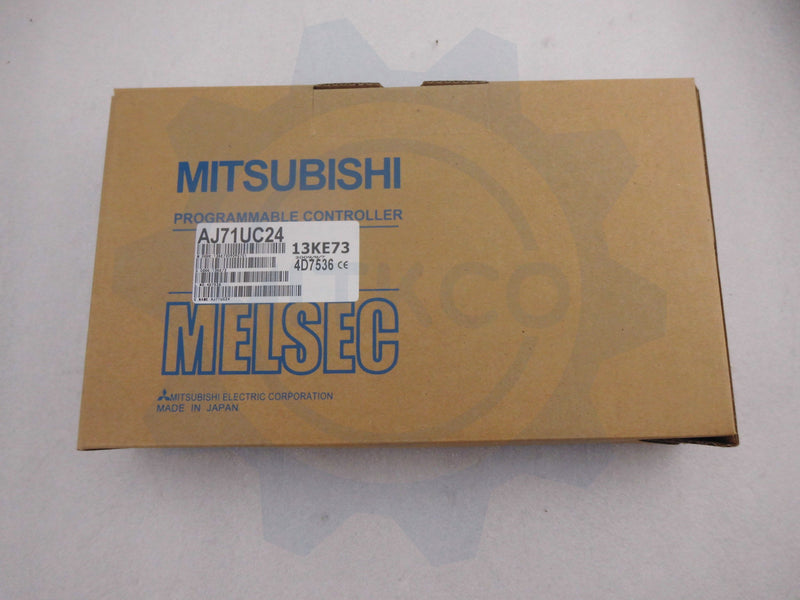 MITSUBISHI
PROGRAMMABLE CONTROLLER
AJ71UC24
13KE73
4D7536 CE
MELSEC
MITSUBISHI ELECTRIC CORPORATION
MADE IN JAPAN